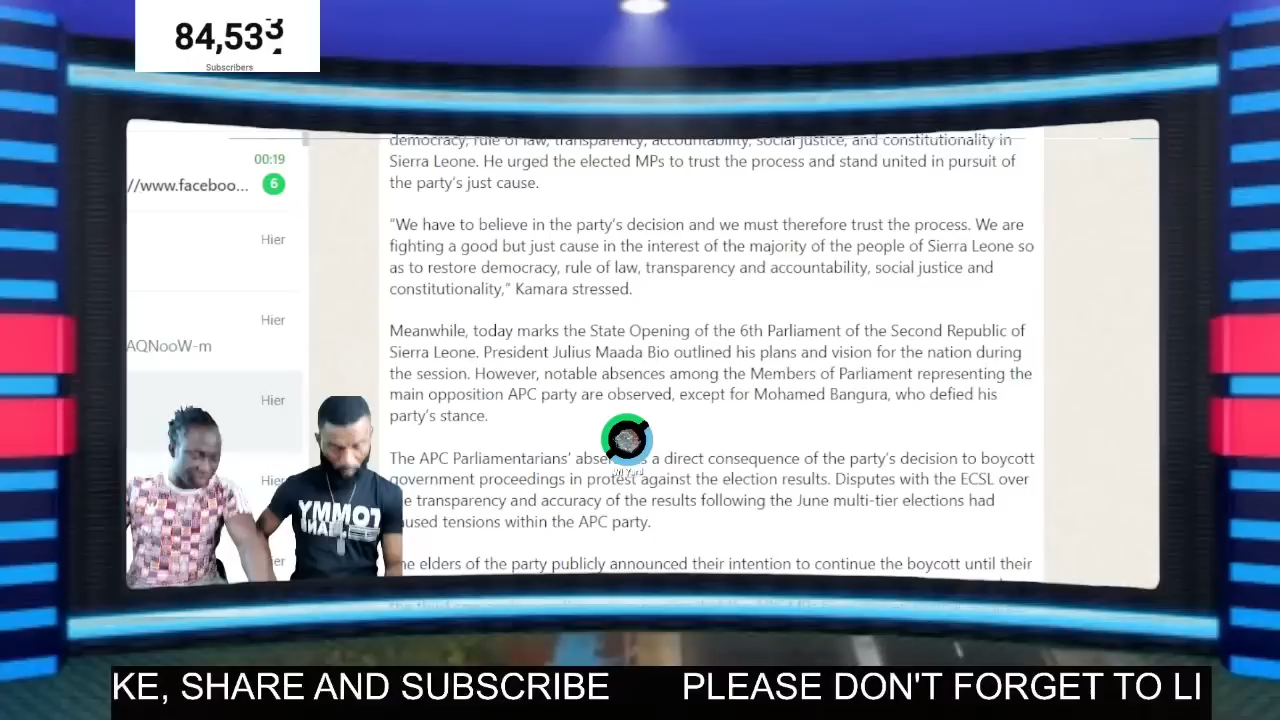 84,533
Subscribers
00:19
//www.faceboo...
6
Hier
Hier
AQNooW-m
Hier
Hier
democracy, rule of law, transparency, accountability, social justice, and constitutionality in
Sierra Leone. He urged the elected MPs to trust the process and stand united in pursuit of
the party's just cause.
"We have to believe in the party's decision and we must therefore trust the process. We are
fighting a good but just cause in the interest of the majority of the people of Sierra Leone so
as to restore democracy, rule of law, transparency and accountability, social justice and
constitutionality," Kamara stressed.
Meanwhile, today marks the State Opening of the 6th Parliament of the Second Republic of
Sierra Leone. President Julius Maada Bio outlined his plans and vision for the nation during
the session. However, notable absences among the Members of Parliament representing the
main opposition APC party are observed, except for Mohamed Bangura, who defied his
party's stance.
The APC Parliamentarians' a direct consequence of the party's decision to boycott
government proceedings in protest against the election results. Disputes with the ECSL over
transparency and accuracy of the results following the June multi-tier elections had
tensions within the APC party.
elders of the party publicly announced their intention to continue the boycott until their
YMMOT
KE, SHARE AND SUBSCRIBE PLEASE DON'T FORGET TO LI